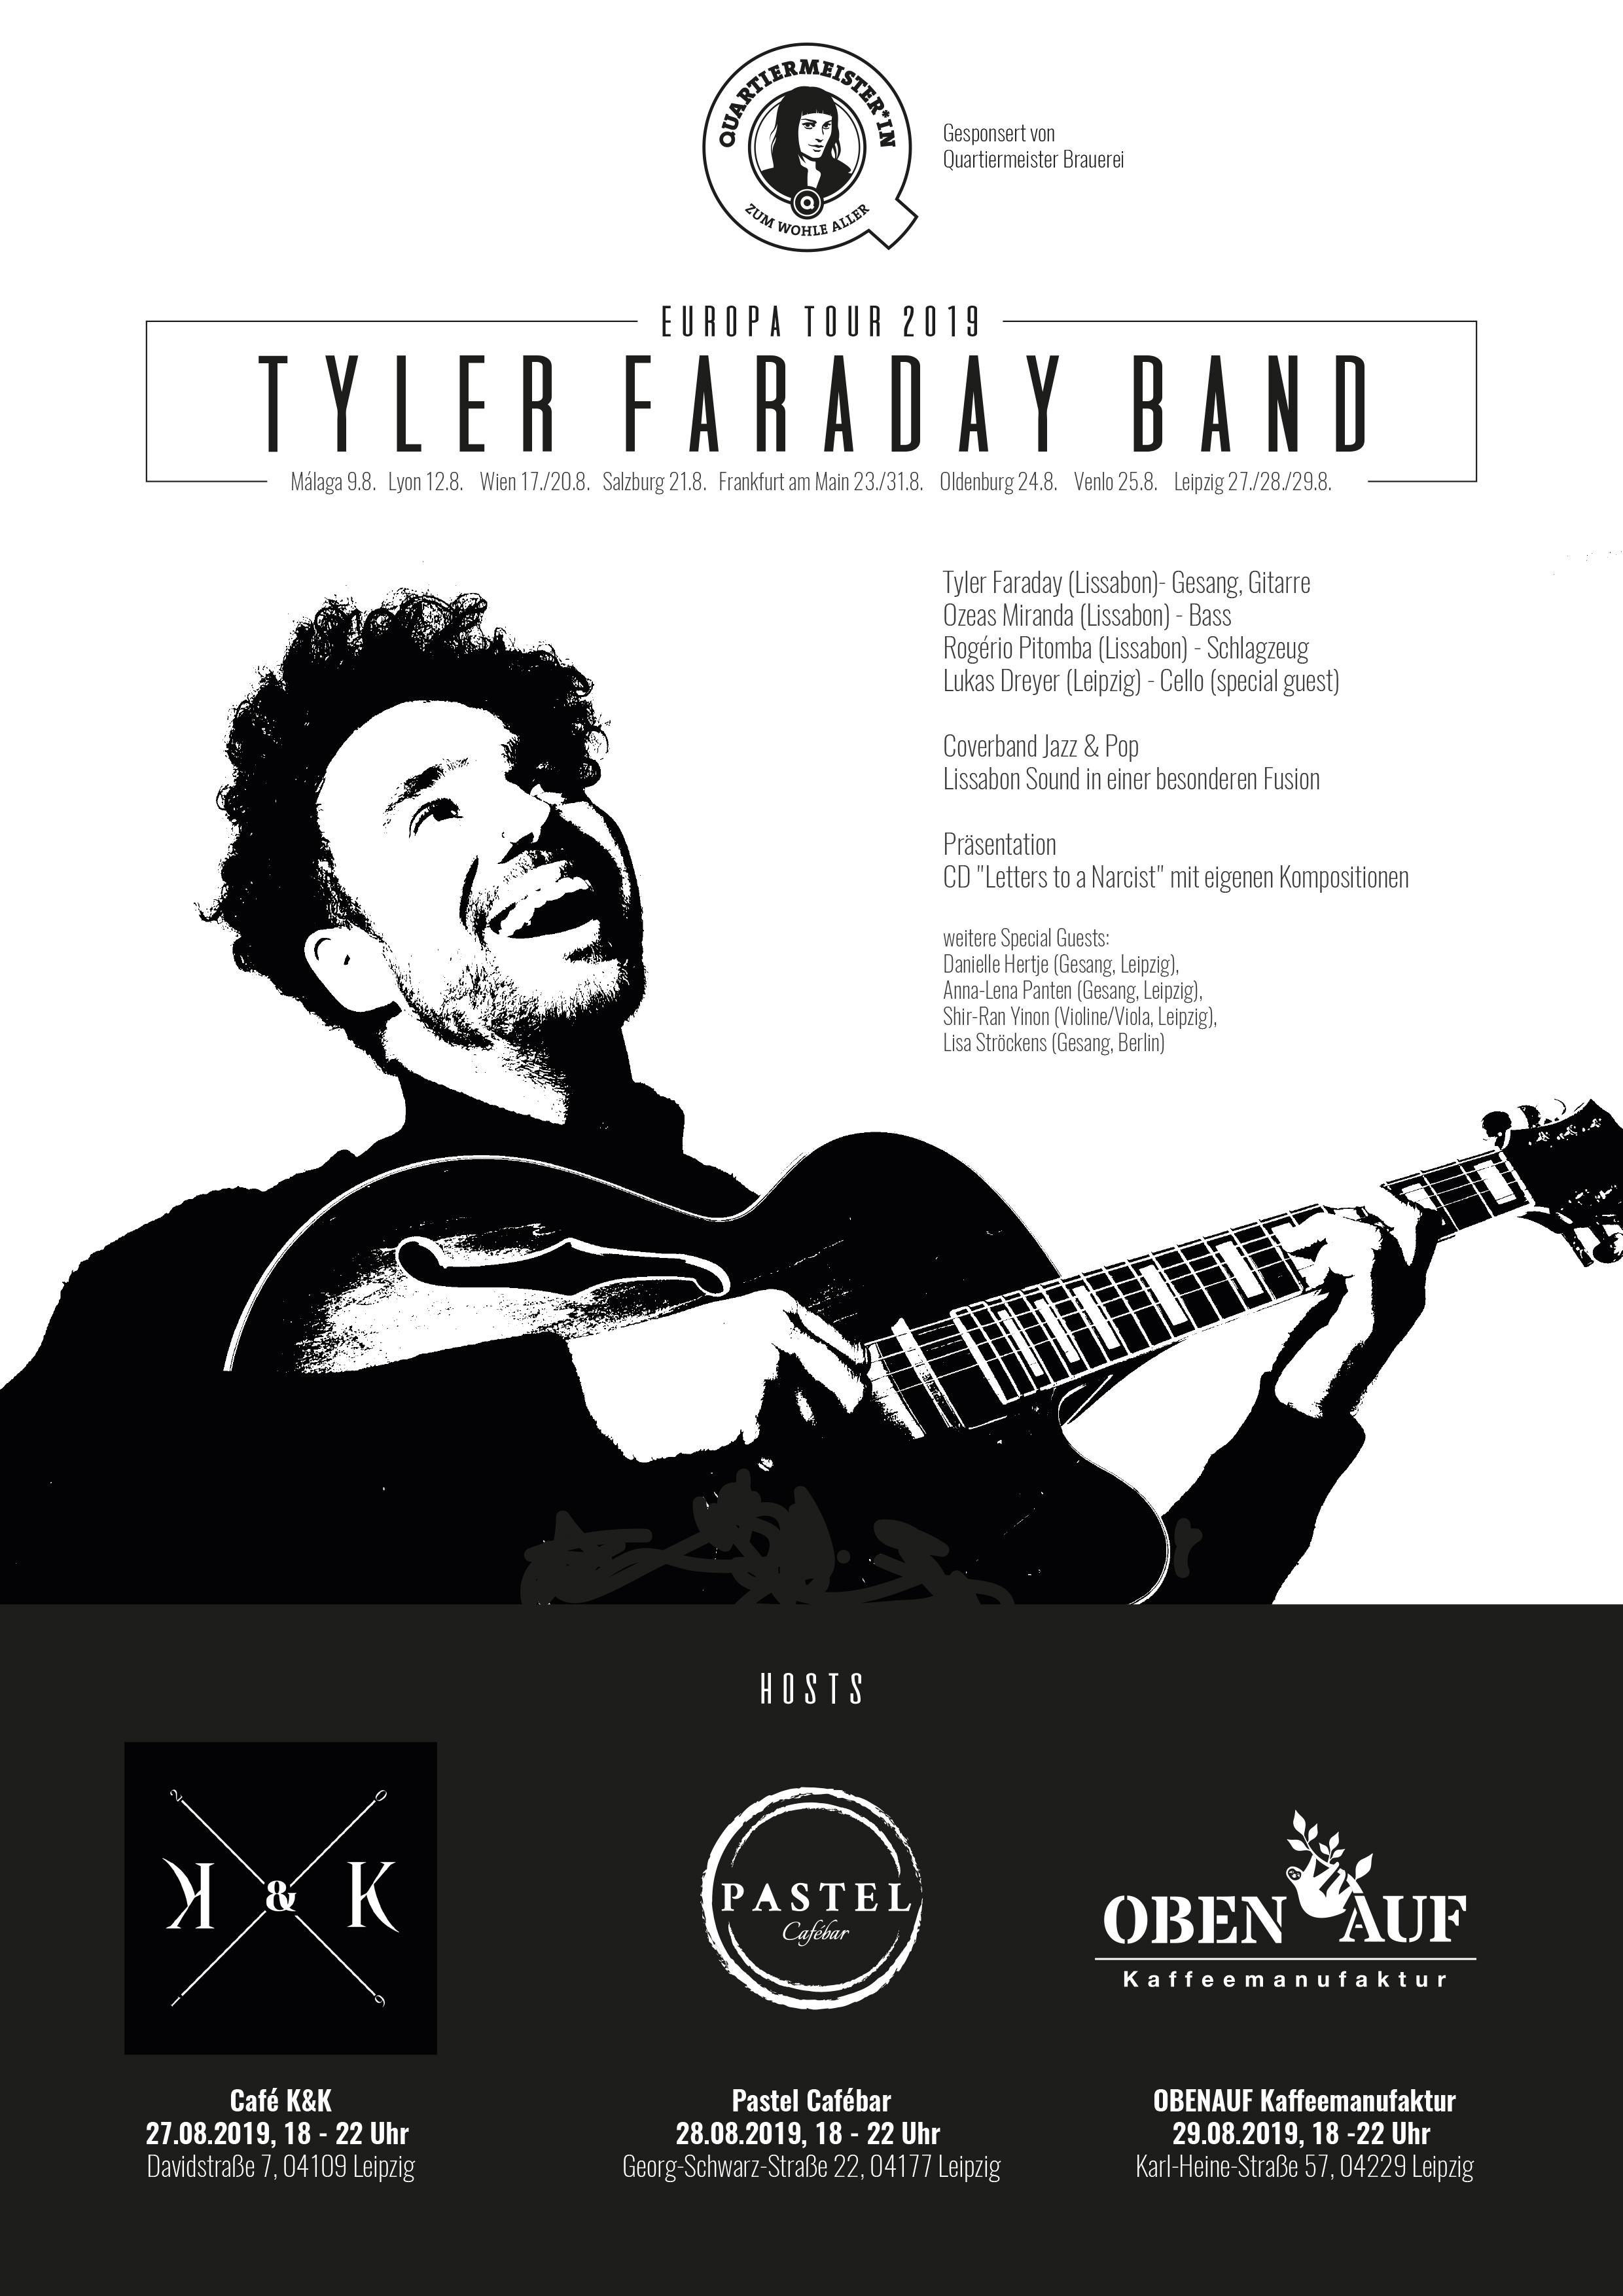 QUARTIERMEISTER*IN
Q
ZUM WOHLE ALLER
Gesponsert von
Quartiermeister Brauerei
EUROPA TOUR 2019
TYLER FARADAY BAND
Málaga 9.8. Lyon 12.8. Wien 17./20.8. Salzburg 21.8. Frankfurt am Main 23./31.8. Oldenburg 24.8. Venlo 25.8. Leipzig 27./28./29.8.
Tyler Faraday (Lissabon)- Gesang, Gitarre
Ozeas Miranda (Lissabon) - Bass
Rogério Pitomba (Lissabon) - Schlagzeug
Lukas Dreyer (Leipzig) - Cello (special guest)
Coverband Jazz & Pop
Lissabon Sound in einer besonderen Fusion
Präsentation
CD "Letters to a Narcist" mit eigenen Kompositionen
weitere Special Guests:
Danielle Hertje (Gesang, Leipzig),
Anna-Lena Panten (Gesang, Leipzig),
Shir-Ran Yinon (Violine/Viola, Leipzig),
Lisa Ströckens (Gesang, Berlin)
HOSTS
2 0
K & K
1 9
PASTEL
Cafébar
OBEN AUF
Kaffeemanufaktur
Café K&K
27.08.2019, 18 - 22 Uhr
Davidstraße 7, 04109 Leipzig
Pastel Cafébar
28.08.2019, 18 - 22 Uhr
Georg-Schwarz-Straße 22, 04177 Leipzig
OBENAUF Kaffeemanufaktur
29.08.2019, 18 -22 Uhr
Karl-Heine-Straße 57, 04229 Leipzig